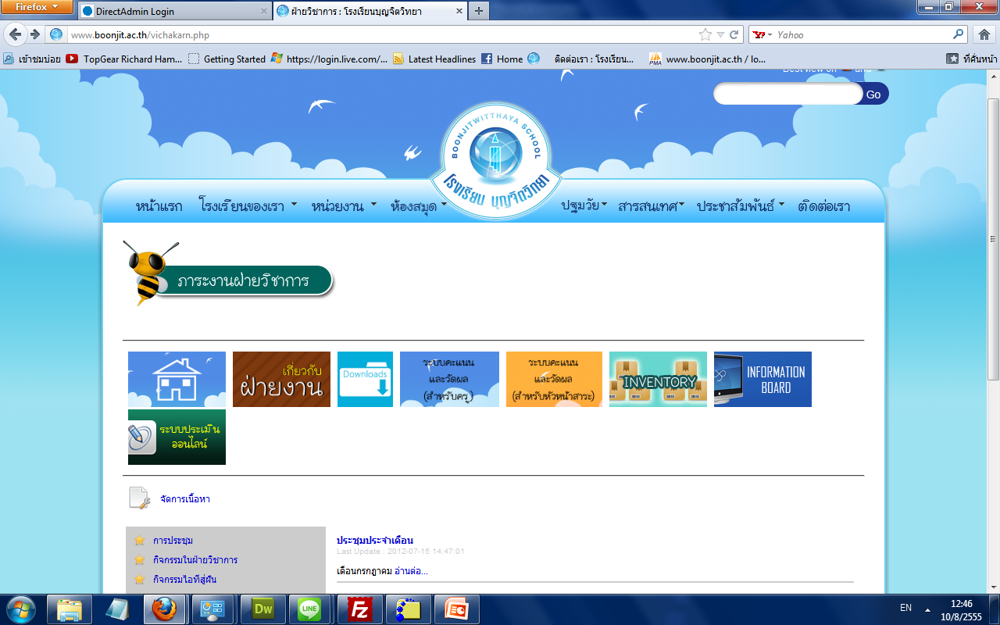 Firefox
DirectAdmin Login
ฝ่ายวิชาการ : โรงเรียนบุญจิตวิทยา
www.boonjit.ac.th/vichakarn.php
Yahoo
เข้าชมบ่อย
TopGear Richard Ham...
Getting Started
https://login.live.com/...
Latest Headlines
Home
ติดต่อเรา : โรงเรียน...
PMA
www.boonjit.ac.th / lo...
ที่คั่นหน้า
Best view on and
Go
BOONJITWITTHAYA SCHOOL
โรงเรียน บุญจิตวิทยา
หน้าแรก
โรงเรียนของเรา
หน่วยงาน
ห้องสมุด
ปฐมวัย
สารสนเทศ
ประชาสัมพันธ์
ติดต่อเรา
ภาระงานฝ่ายวิชาการ
เกี่ยวกับ
ฝ่ายงาน
Downloads
ระบบคะแนน
และวัดผล
(สำหรับครู)
ระบบคะแนน
และวัดผล
(สำหรับหัวหน้าสาระ)
INVENTORY
INFORMATION
BOARD
ระบบประเมิน
ออนไลน์
จัดการเนื้อหา
การประชุม
กิจกรรมในฝ่ายวิชาการ
กิจกรรมไอทีสู่ฝัน
ประชุมประจำเดือน
Last Update : 2012-07-15 14:47:01
เดือนกรกฎาคม อ่านต่อ...
Dw
LINE
Fz
EN
12:46
10/8/2555